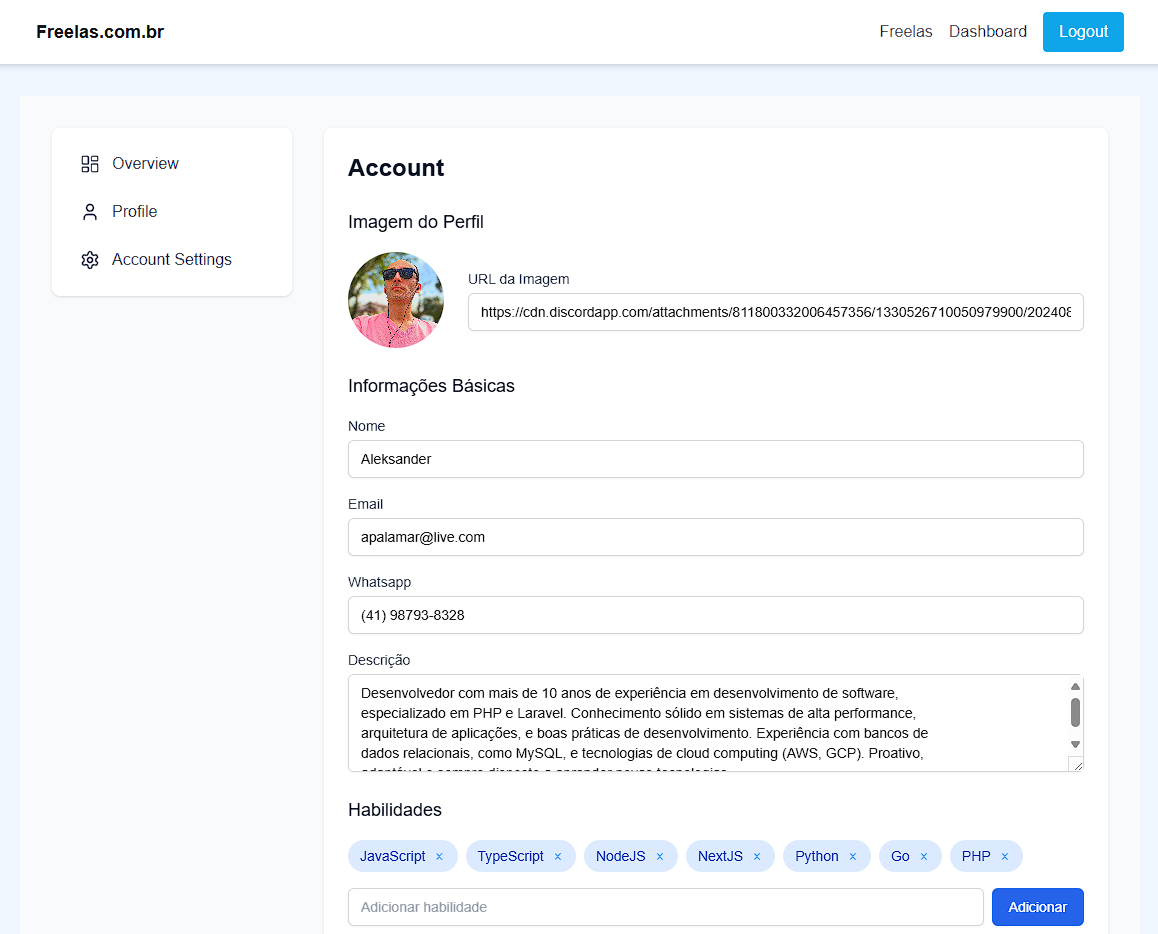 Freelas.com.br
Freelas
Dashboard
Logout
Overview
Profile
Account Settings
Account
Imagem do Perfil
URL da Imagem
https://cdn.discordapp.com/attachments/811800332006457356/1330526710050979900/202408
Informações Básicas
Nome
Aleksander
Email
apalamar@live.com
Whatsapp
(41) 98793-8328
Descrição
Desenvolvedor com mais de 10 anos de experiência em desenvolvimento de software,
especializado em PHP e Laravel. Conhecimento sólido em sistemas de alta performance,
arquitetura de aplicações, e boas práticas de desenvolvimento. Experiência com bancos de
dados relacionais, como MySQL, e tecnologias de cloud computing (AWS, GCP). Proativo,
Habilidades
JavaScript ×
TypeScript ×
NodeJS ×
NextJS ×
Python ×
Go ×
PHP ×
Adicionar habilidade
Adicionar